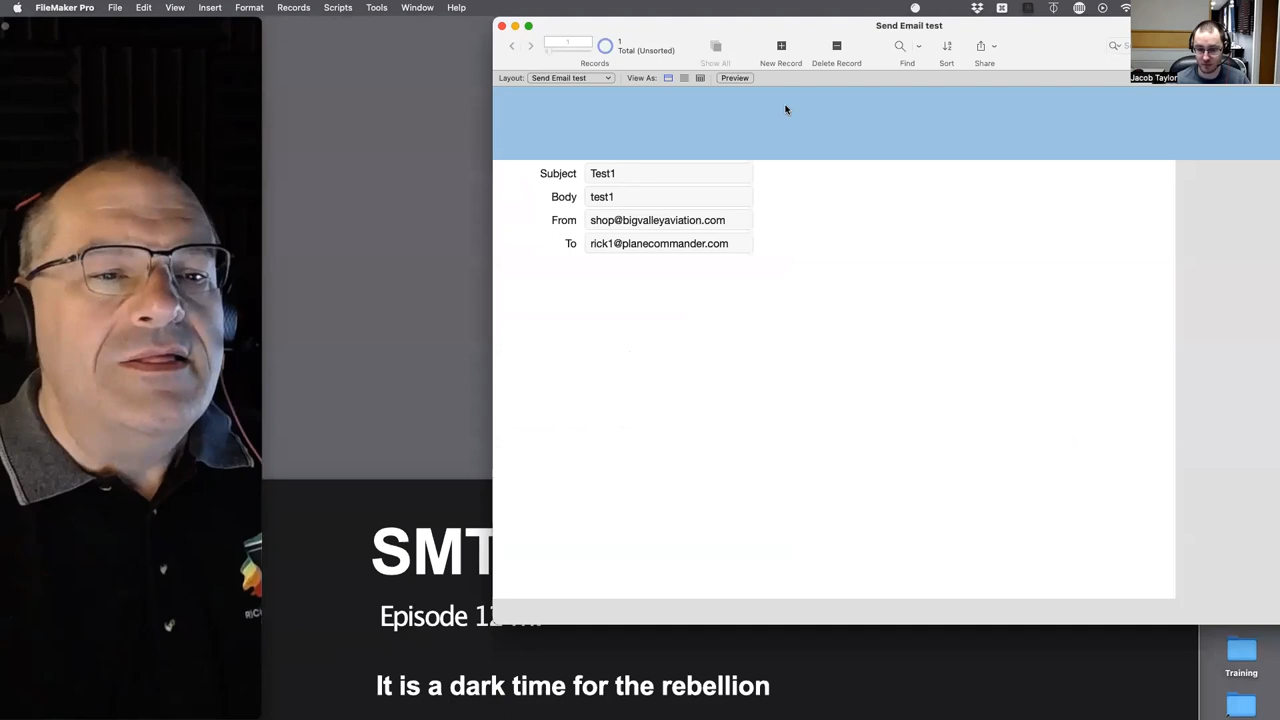 FileMaker Pro File Edit View Insert Format Records Scripts Tools Window Help
Send Email test
1
1
Total (Unsorted)
Records
Show All
New Record
Delete Record
Find
Sort
Share
Jacob Taylor
Layout: Send Email test View As: Preview
Subject Test1
Body test1
From shop@bigvalleyaviation.com
To rick1@planecommander.com
SMT
Episode 12
It is a dark time for the rebellion
Training